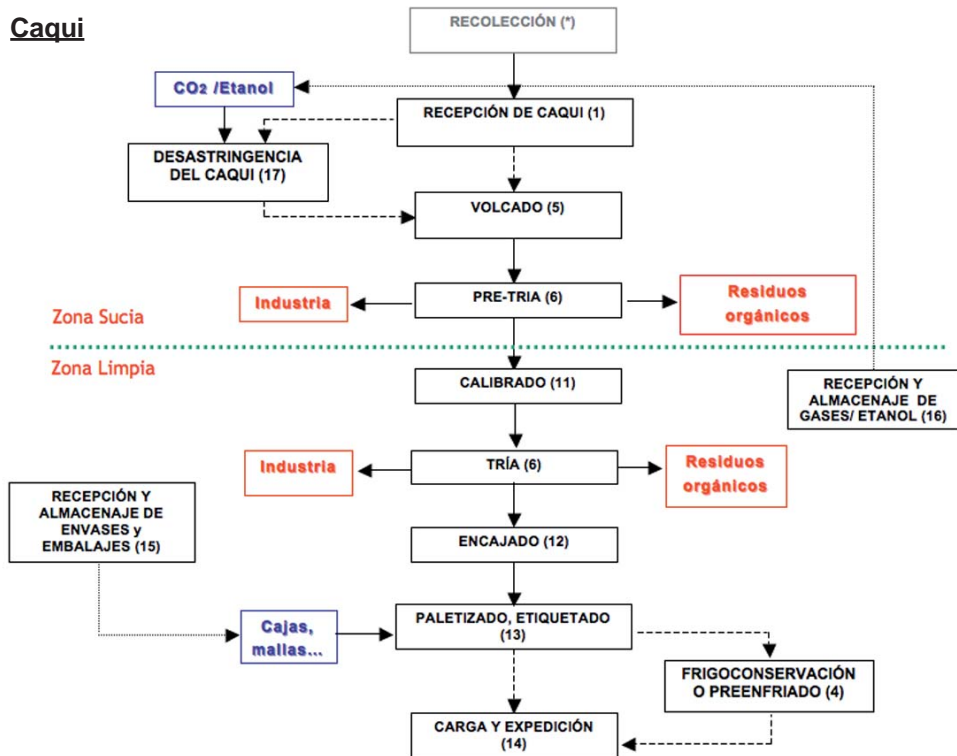 Caqui
RECOLECCIÓN (*)
CO2 /Etanol
RECEPCIÓN DE CAQUI (1)
DESASTRINGENCIA
DEL CAQUI (17)
VOLCADO (5)
Industria
PRE-TRIA (6)
Residuos
orgánicos
Zona Sucia
Zona Limpia
CALIBRADO (11)
RECEPCIÓN Y
ALMACENAJE DE
GASES/ ETANOL (16)
Industria
TRÍA (6)
Residuos
orgánicos
RECEPCIÓN Y
ALMACENAJE DE
ENVASES y
EMBALAJES (15)
ENCAJADO (12)
Cajas,
mallas...
PALETIZADO, ETIQUETADO
(13)
FRIGOCONSERVACIÓN
O PREENFRIADO (4)
CARGA Y EXPEDICIÓN
(14)